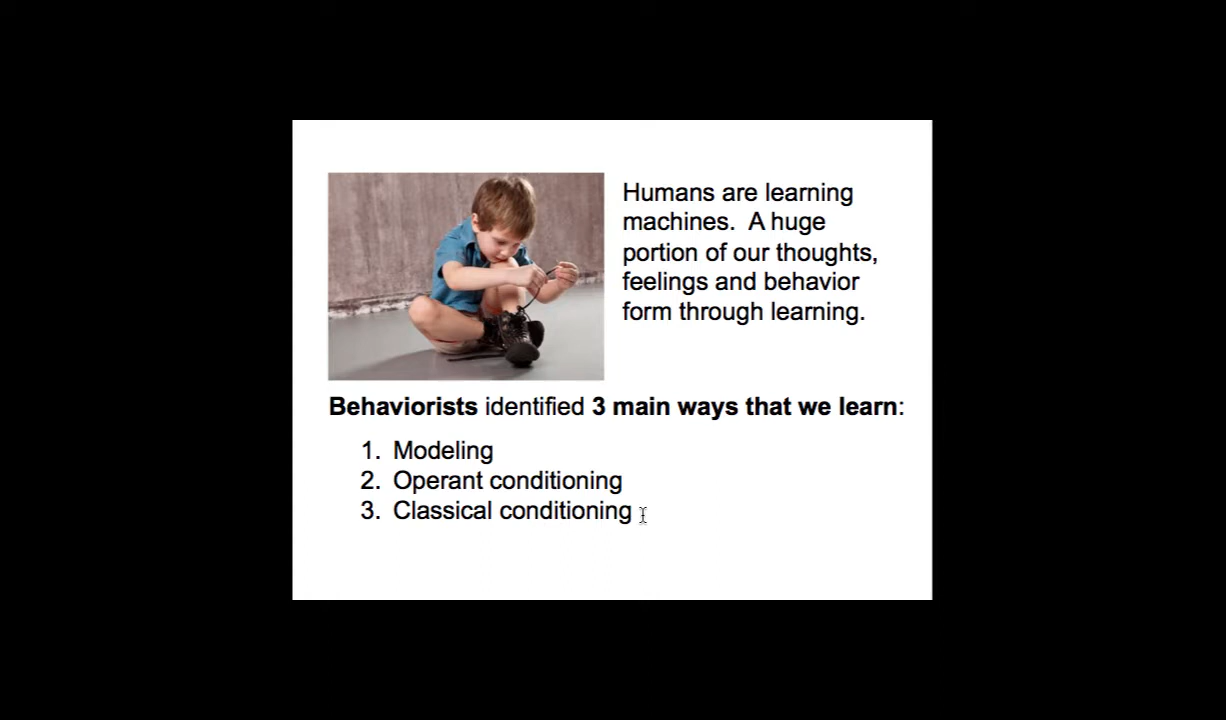 Humans are learning
machines.  A huge
portion of our thoughts,
feelings and behavior
form through learning.
Behaviorists identified 3 main ways that we learn:
1. Modeling
2. Operant conditioning
3. Classical conditioning